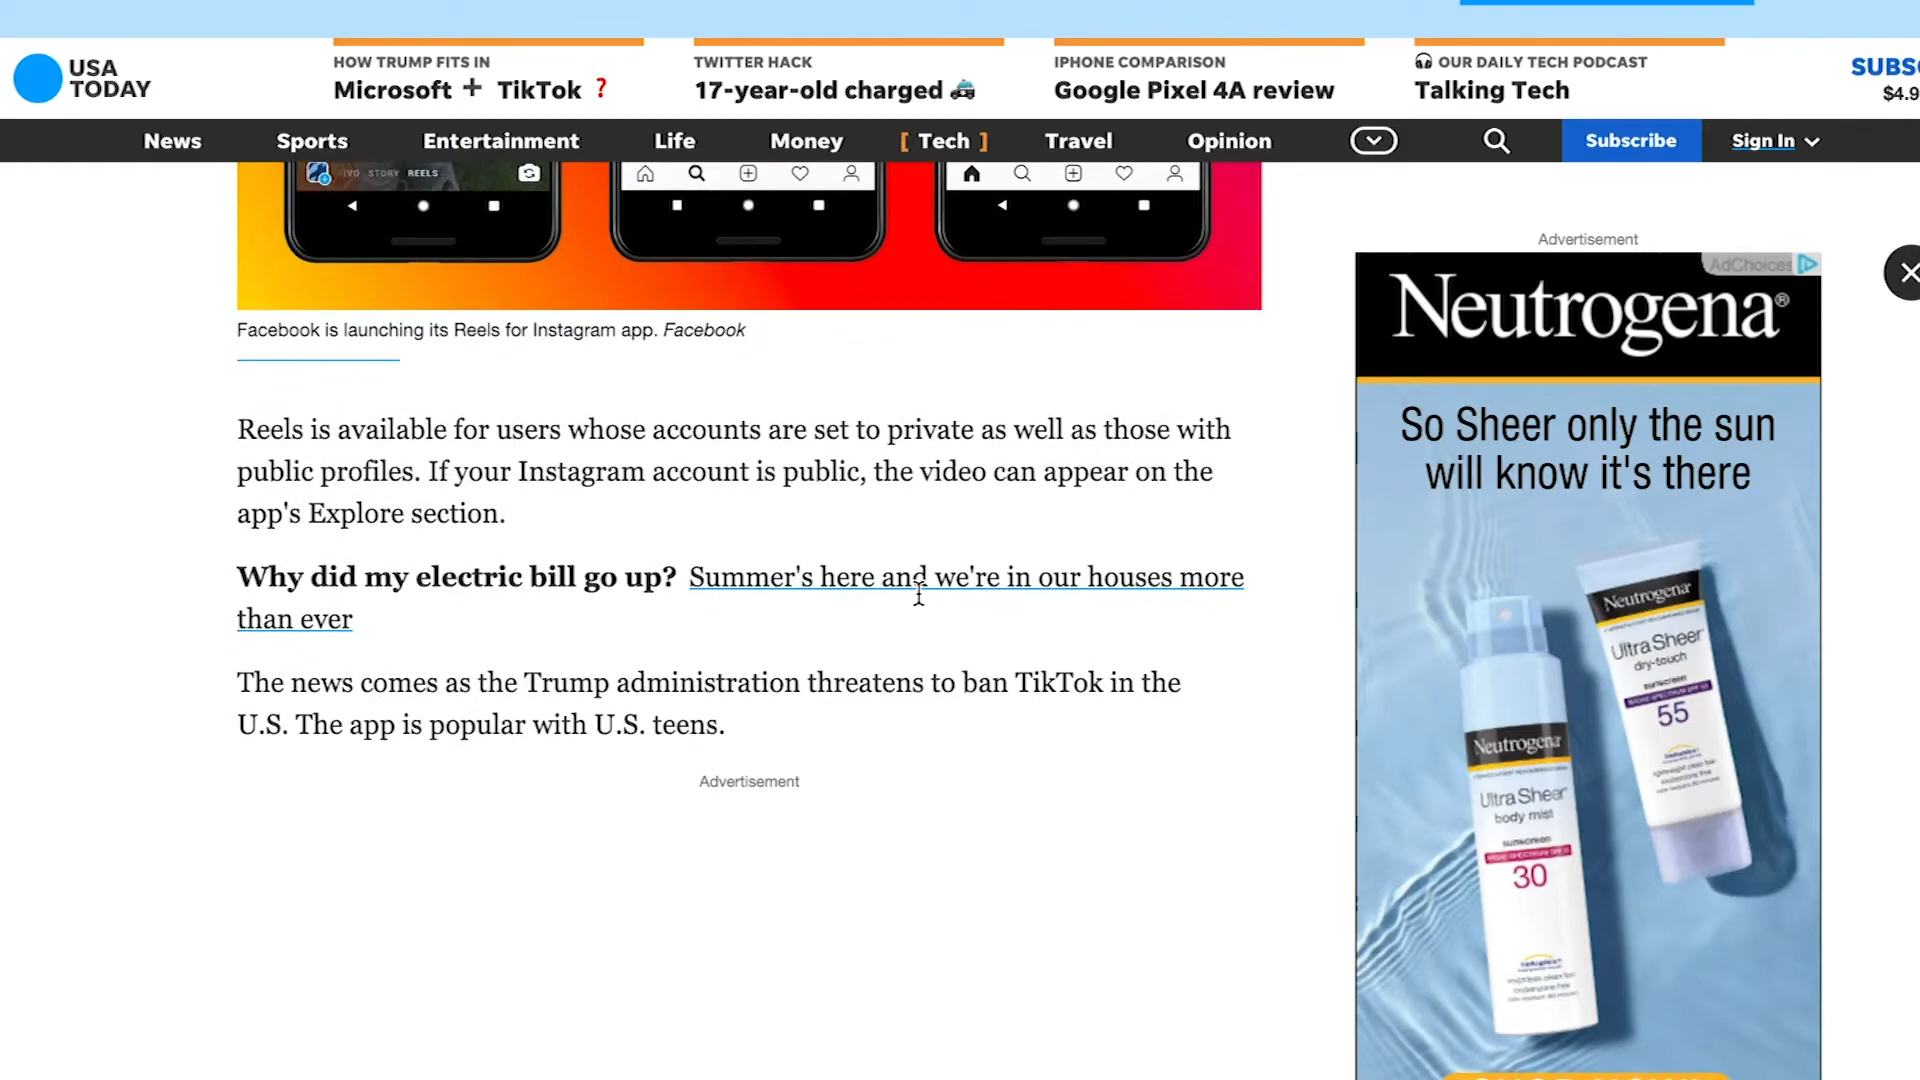 USA
TODAY
HOW TRUMP FITS IN
Microsoft + TikTok ❓
TWITTER HACK
17-year-old charged 🚓
IPHONE COMPARISON
Google Pixel 4A review
🎧 OUR DAILY TECH PODCAST
Talking Tech
SUBSC
$4.9
News
Sports
Entertainment
Life
Money
[ Tech ]
Travel
Opinion
Subscribe
Sign In
STORY REELS
Facebook is launching its Reels for Instagram app. Facebook
Reels is available for users whose accounts are set to private as well as those with
public profiles. If your Instagram account is public, the video can appear on the
app's Explore section.
Why did my electric bill go up? Summer's here and we're in our houses more
than ever
The news comes as the Trump administration threatens to ban TikTok in the
U.S. The app is popular with U.S. teens.
Advertisement
Advertisement
AdChoices
Neutrogena®
So Sheer only the sun
will know it's there
Neutrogena
Ultra Sheer
dry-touch
sunscreen
55
Neutrogena
Ultra Sheer
body mist
sunscreen
30